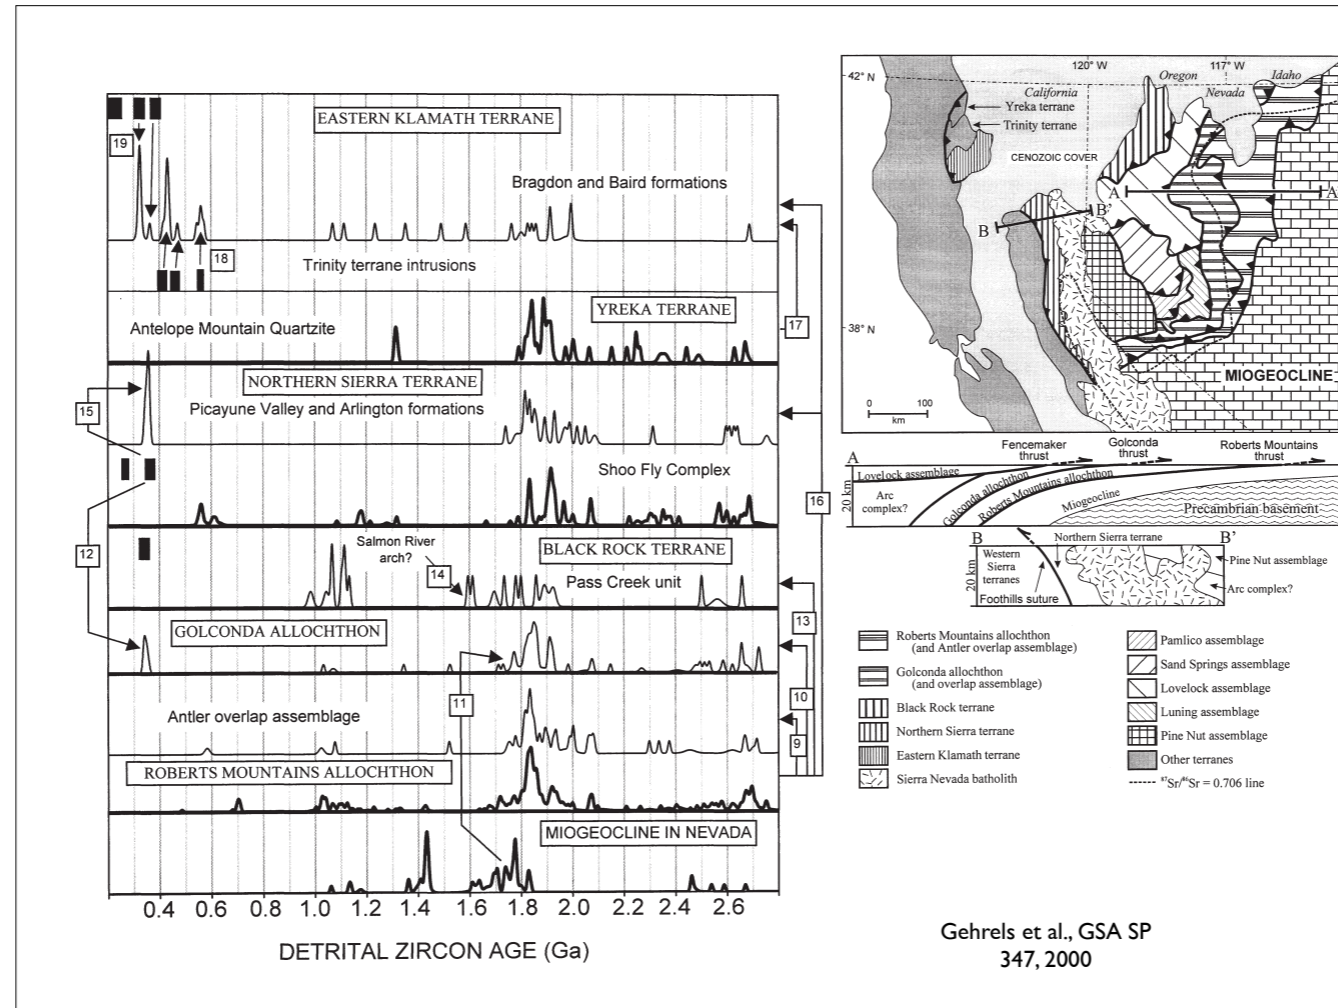 EASTERN KLAMATH TERRANE
19
Bragdon and Baird formations
18
Trinity terrane intrusions
YREKA TERRANE
17
Antelope Mountain Quartzite
NORTHERN SIERRA TERRANE
15
Picayune Valley and Arlington formations
Shoo Fly Complex
16
12
Salmon River
arch?
BLACK ROCK TERRANE
14
Pass Creek unit
GOLCONDA ALLOCHTHON
13
11
10
Antler overlap assemblage
9
ROBERTS MOUNTAINS ALLOCHTHON
MIOGEOCLINE IN NEVADA
0.4 0.6 0.8 1.0 1.2 1.4 1.6 1.8 2.0 2.2 2.4 2.6
DETRITAL ZIRCON AGE (Ga)
120° W 117° W
42° N
Oregon Idaho
California Nevada
Yreka terrane
Trinity terrane
CENOZOIC COVER
A A'
B B'
38° N
MIOGEOCLINE
0 100
km
Fencemaker
thrust
Golconda
thrust
Roberts Mountains
thrust
A
Lovelock assemblage
20 km
Arc
complex?
Golconda allochthon
Roberts Mountains allochthon
Miogeocline
Precambrian basement
B Northern Sierra terrane B'
20 km
Western
Sierra
terranes
Pine Nut assemblage
Arc complex?
Foothills suture
Roberts Mountains allochthon
(and Antler overlap assemblage)
Golconda allochthon
(and overlap assemblage)
Black Rock terrane
Northern Sierra terrane
Eastern Klamath terrane
Sierra Nevada batholith
Pamlico assemblage
Sand Springs assemblage
Lovelock assemblage
Luning assemblage
Pine Nut assemblage
Other terranes
⁸⁷Sr/⁸⁶Sr = 0.706 line
Gehrels et al., GSA SP
347, 2000